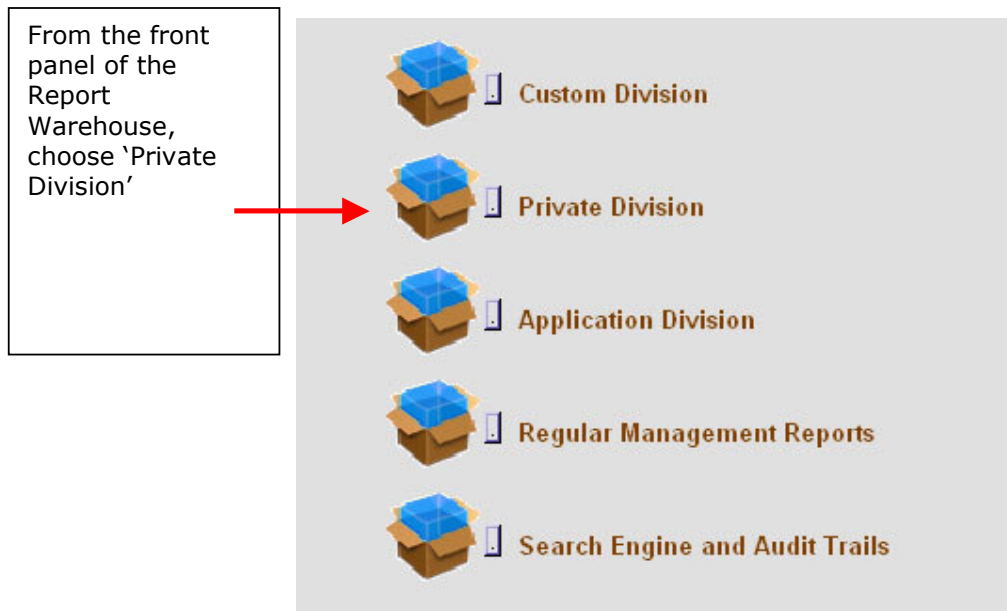 From the front
panel of the
Report
Warehouse,
choose ‘Private
Division’
Custom Division
Private Division
Application Division
Regular Management Reports
Search Engine and Audit Trails